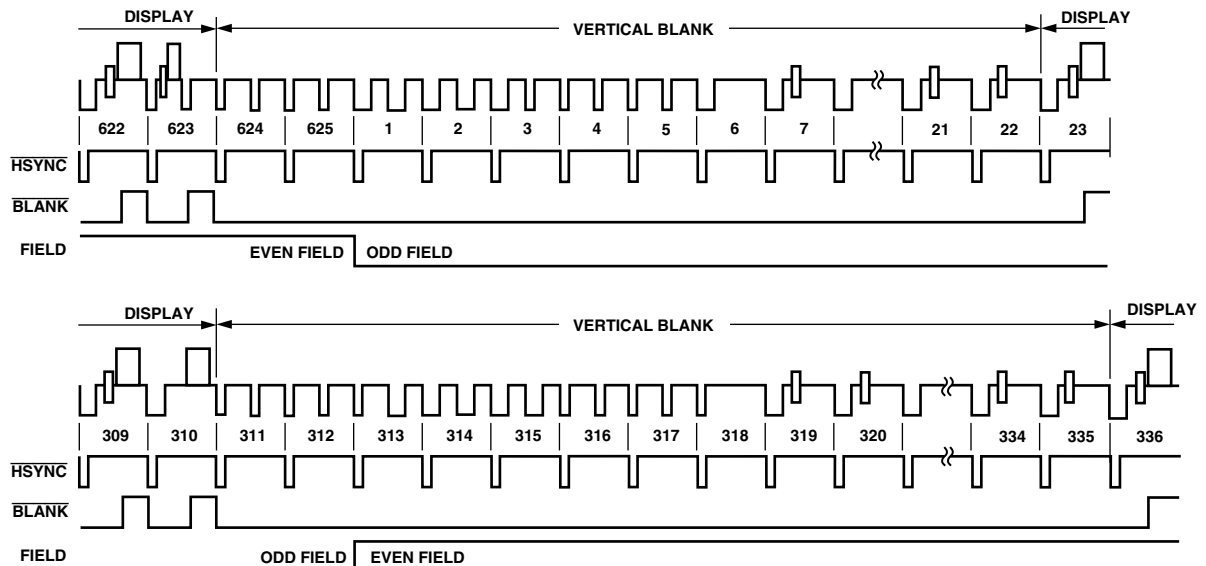 DISPLAY VERTICAL BLANK DISPLAY
622 623 624 625 1 2 3 4 5 6 7 21 22 23
HSYNC
BLANK
FIELD EVEN FIELD ODD FIELD
DISPLAY VERTICAL BLANK DISPLAY
309 310 311 312 313 314 315 316 317 318 319 320 334 335 336
HSYNC
BLANK
FIELD ODD FIELD EVEN FIELD